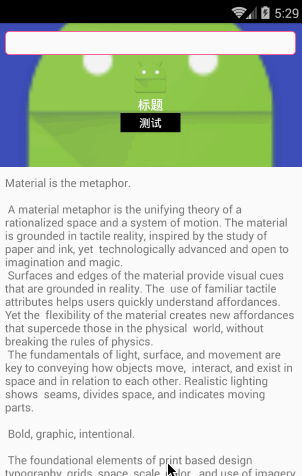 5:29
标题
测试
Material is the metaphor.
A material metaphor is the unifying theory of a
rationalized space and a system of motion. The material
is grounded in tactile reality, inspired by the study of
paper and ink, yet technologically advanced and open to
imagination and magic.
Surfaces and edges of the material provide visual cues
that are grounded in reality. The use of familiar tactile
attributes helps users quickly understand affordances.
Yet the flexibility of the material creates new affordances
that supercede those in the physical world, without
breaking the rules of physics.
The fundamentals of light, surface, and movement are
key to conveying how objects move, interact, and exist in
space and in relation to each other. Realistic lighting
shows seams, divides space, and indicates moving
parts.
Bold, graphic, intentional.
The foundational elements of print based design
typography, grids, space, scale, color, and use of imagery